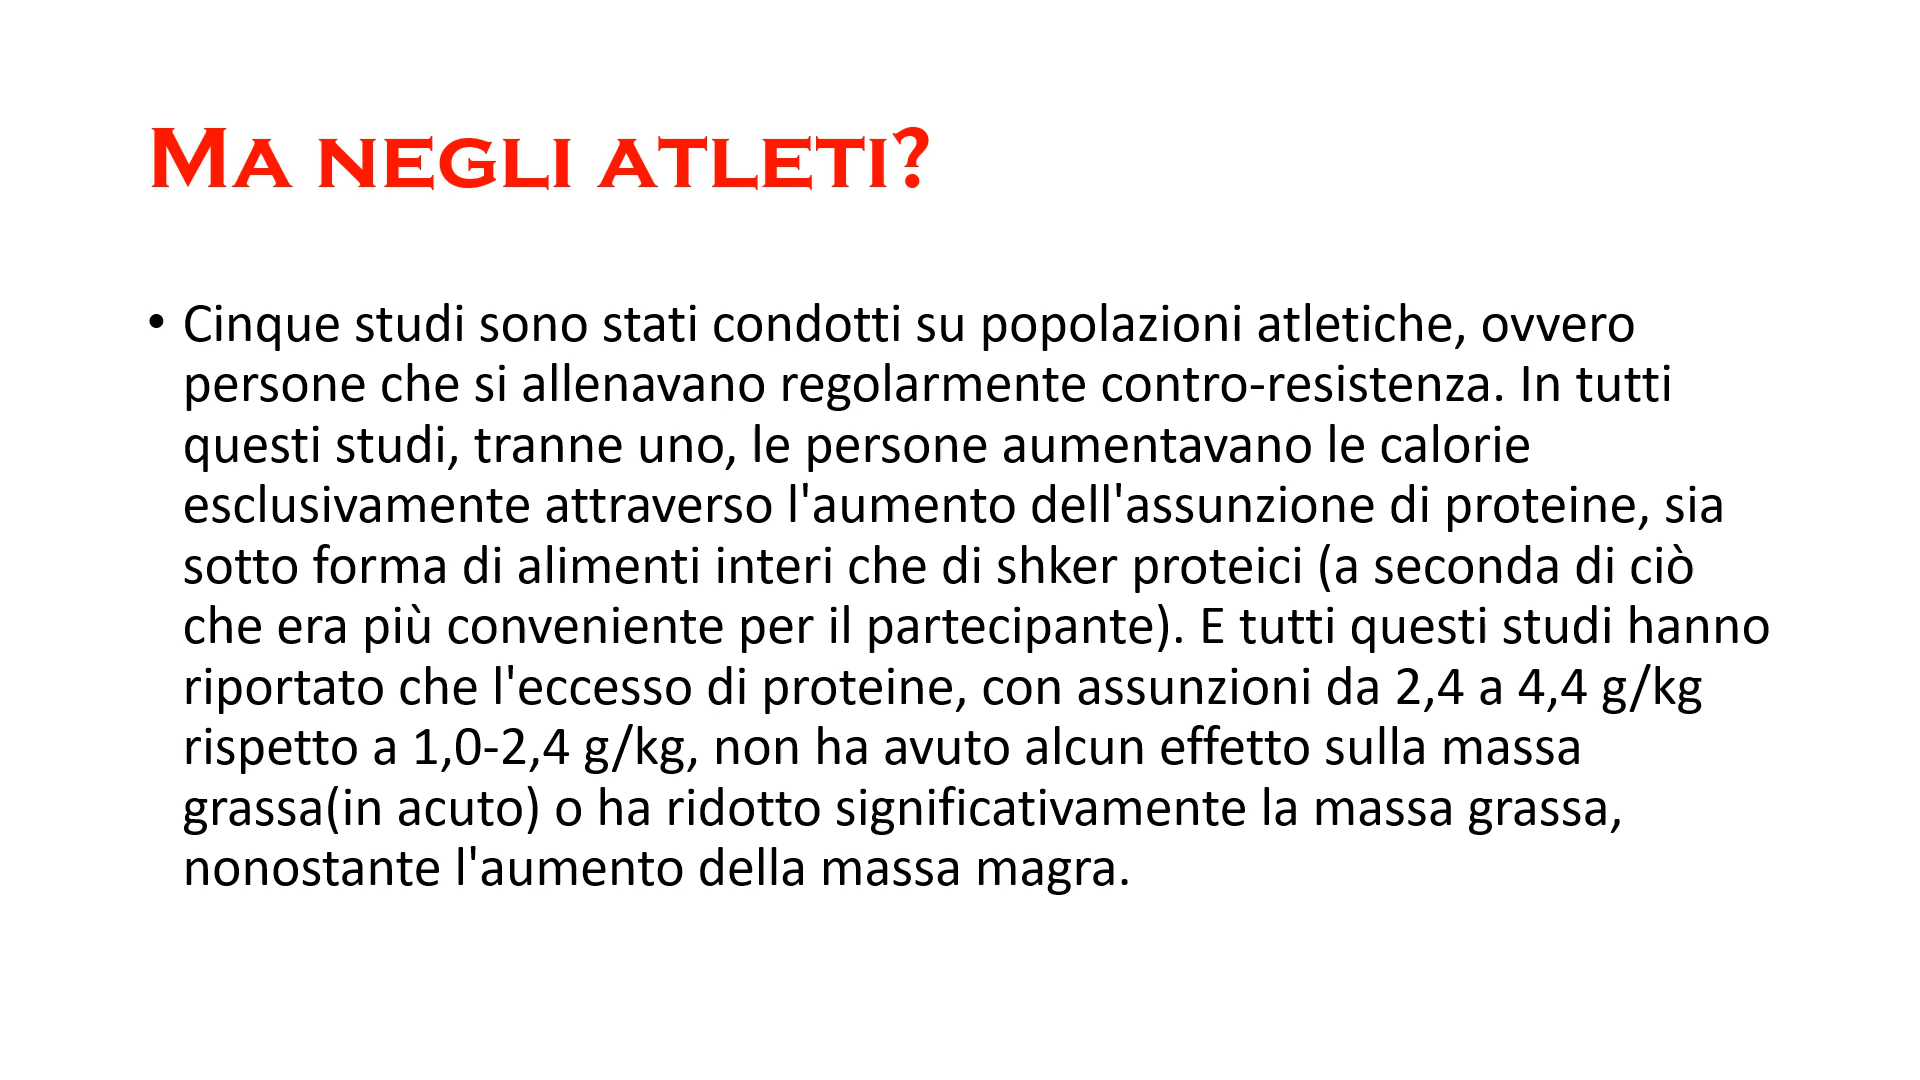 Ma negli atleti?
• Cinque studi sono stati condotti su popolazioni atletiche, ovvero
persone che si allenavano regolarmente contro-resistenza. In tutti
questi studi, tranne uno, le persone aumentavano le calorie
esclusivamente attraverso l'aumento dell'assunzione di proteine, sia
sotto forma di alimenti interi che di shker proteici (a seconda di ciò
che era più conveniente per il partecipante). E tutti questi studi hanno
riportato che l'eccesso di proteine, con assunzioni da 2,4 a 4,4 g/kg
rispetto a 1,0-2,4 g/kg, non ha avuto alcun effetto sulla massa
grassa(in acuto) o ha ridotto significativamente la massa grassa,
nonostante l'aumento della massa magra.